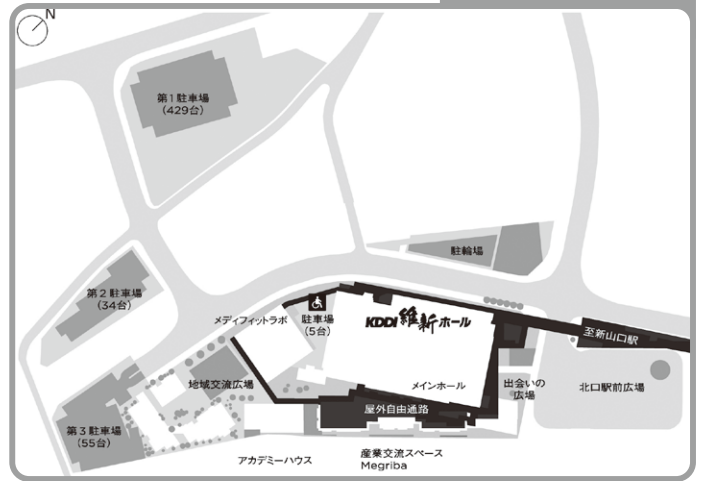 N
第1駐車場
(429台)
駐輪場
第2駐車場
(34台)
メディフィットラボ
駐車場
(5台)
KDDI 維新ホール
至新山口駅
地域交流広場
メインホール
出会いの
広場
北口駅前広場
屋外自由通路
第3駐車場
(55台)
アカデミーハウス
産業交流スペース
Megriba